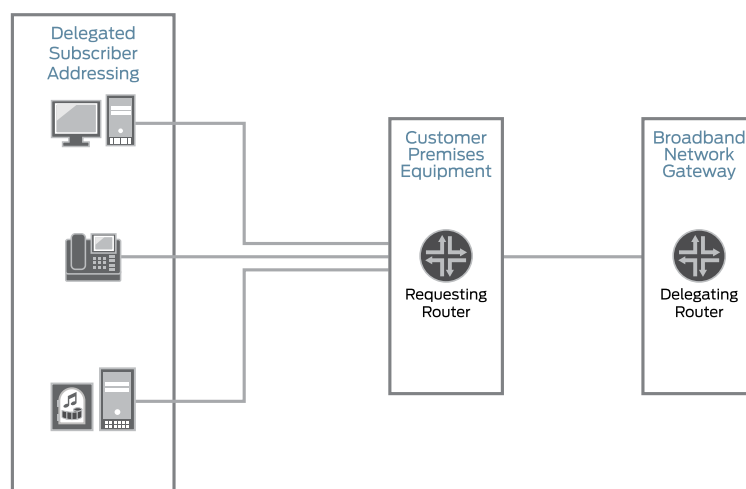 Delegated
Subscriber
Addressing
Customer
Premises
Equipment
Requesting
Router
Broadband
Network
Gateway
Delegating
Router